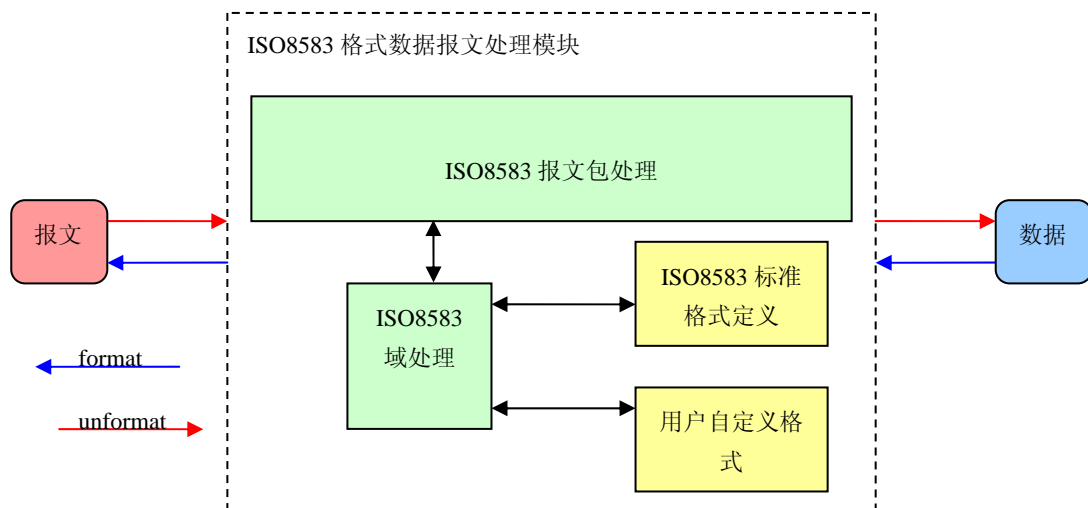 ISO8583 格式数据报文处理模块
ISO8583 报文包处理
报文
数据
ISO8583 标准
格式定义
ISO8583
域处理
format
unformat
用户自定义格
式